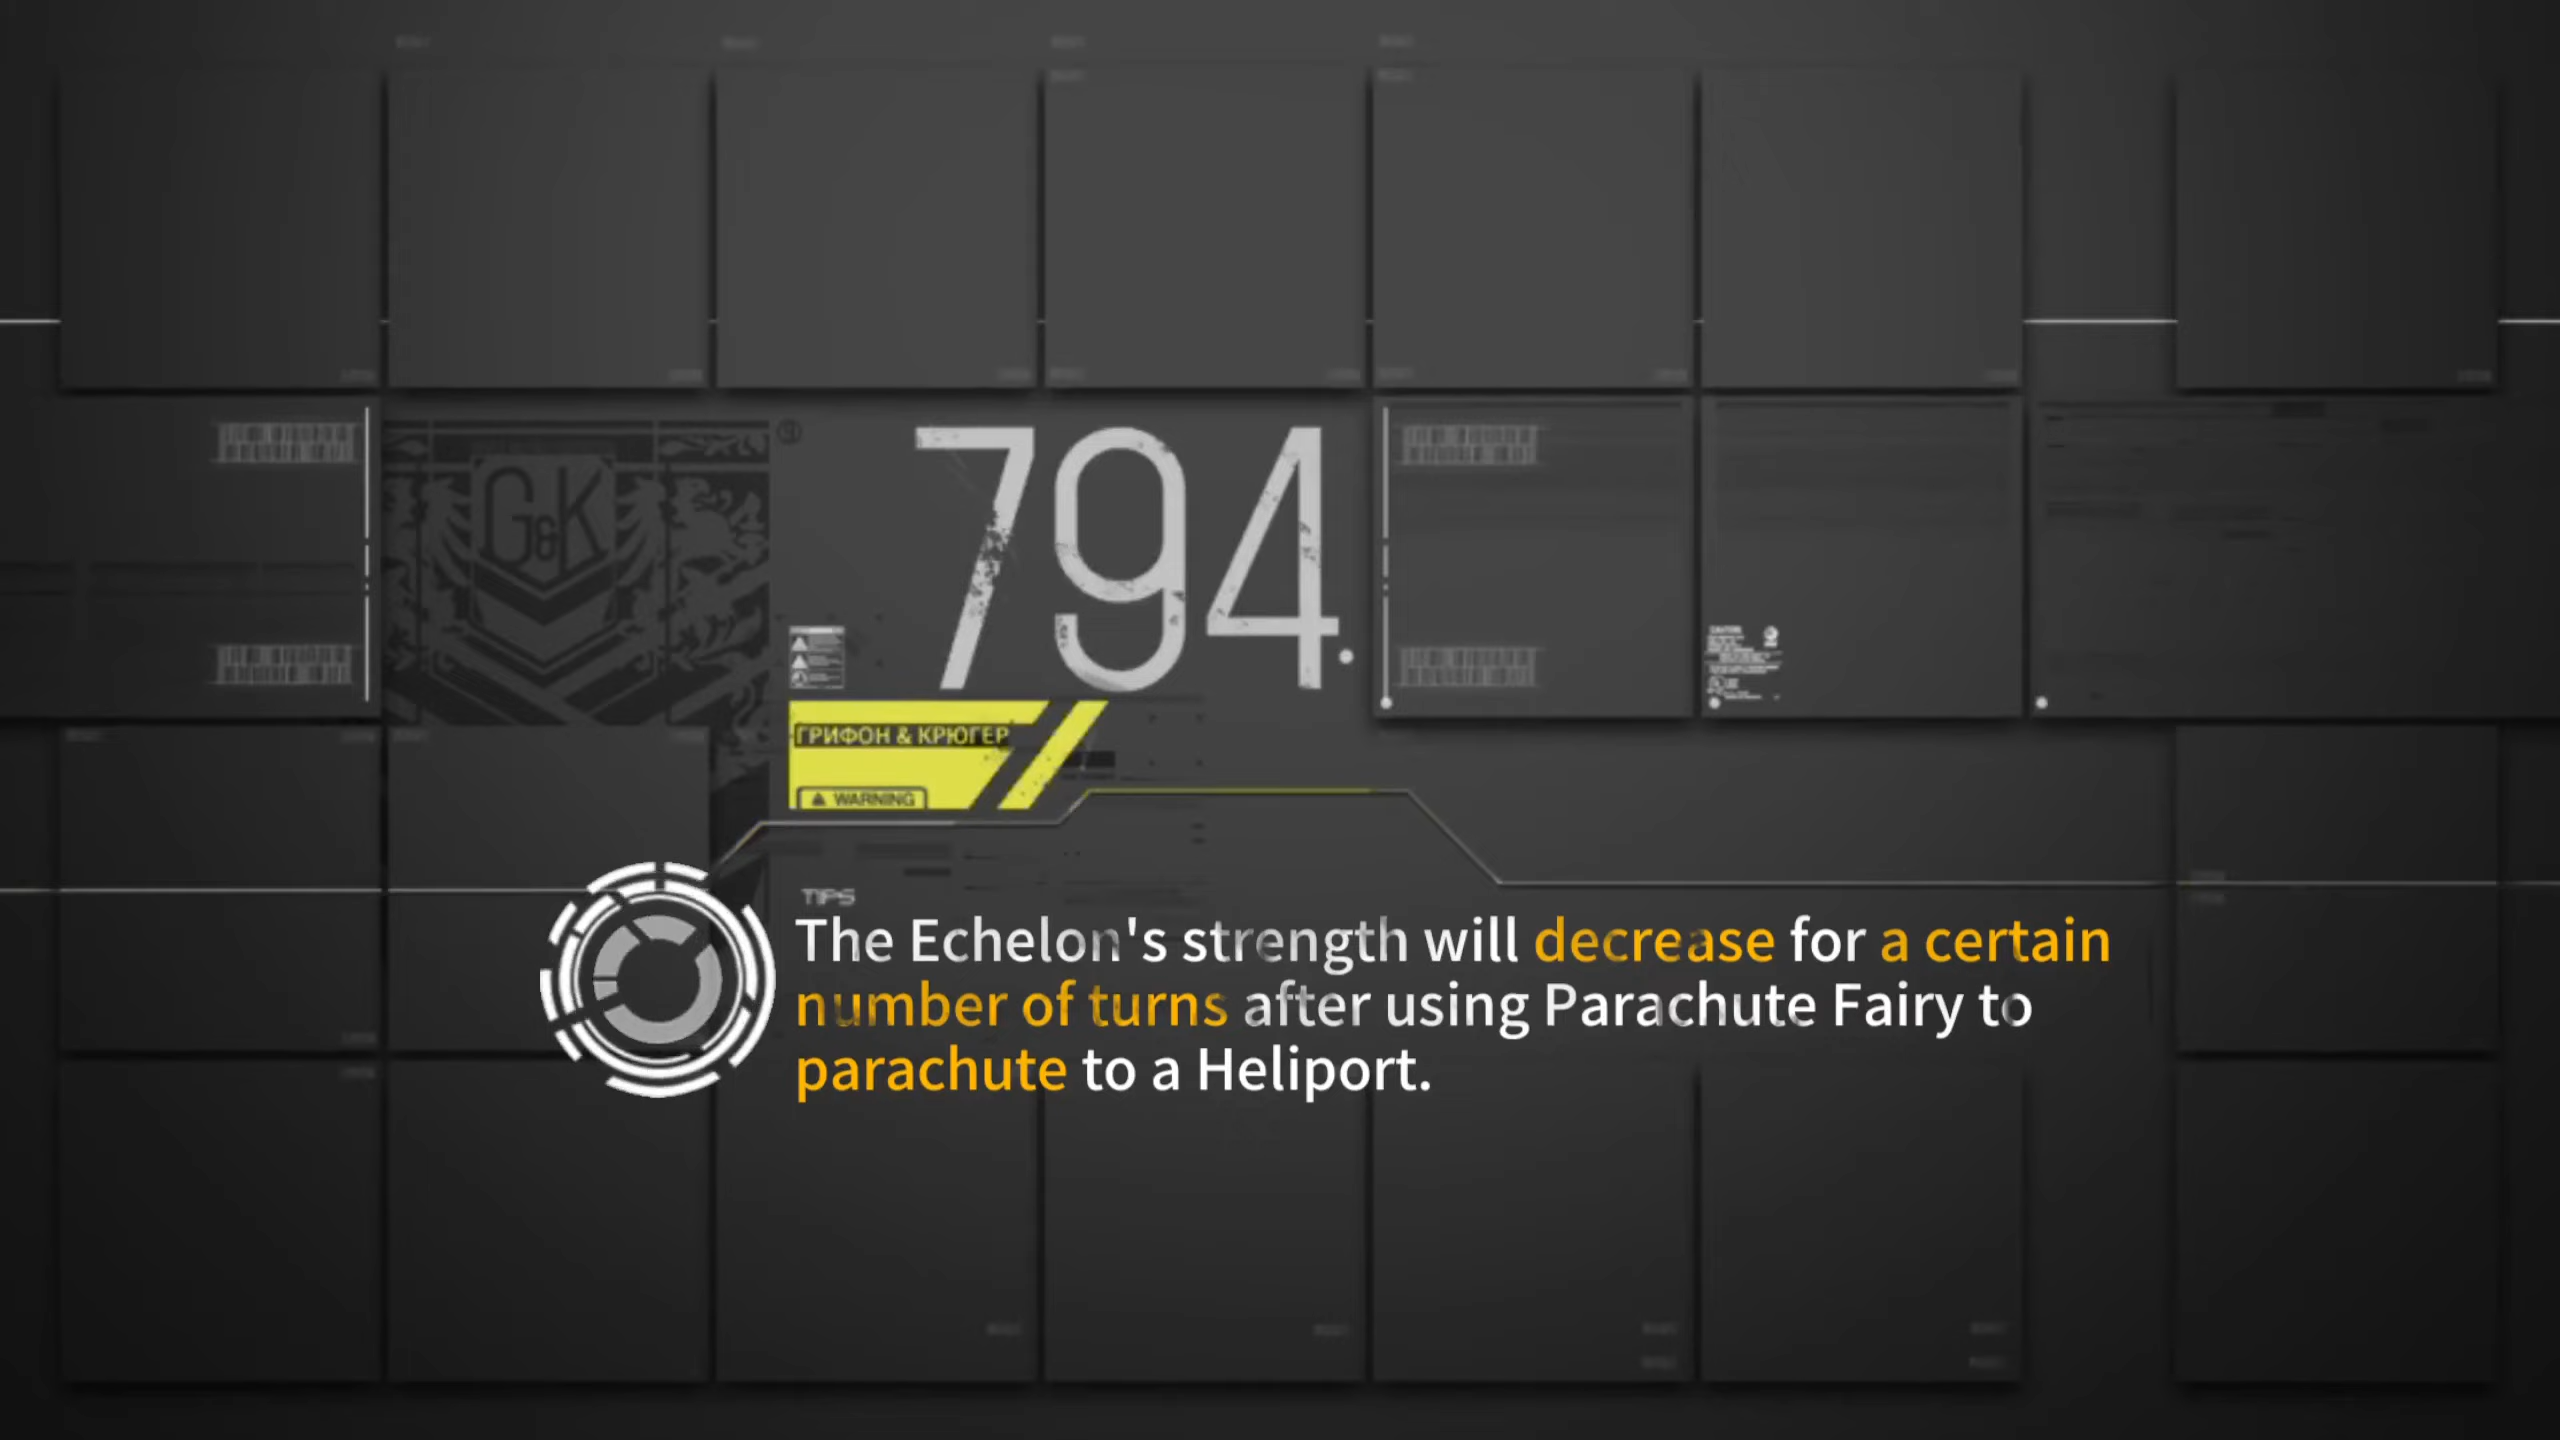 G&K
794.
ГРИФОН & КРЮГЕР
WARNING
TIPS
The Echelon's strength will decrease for a certain
number of turns after using Parachute Fairy to
parachute to a Heliport.